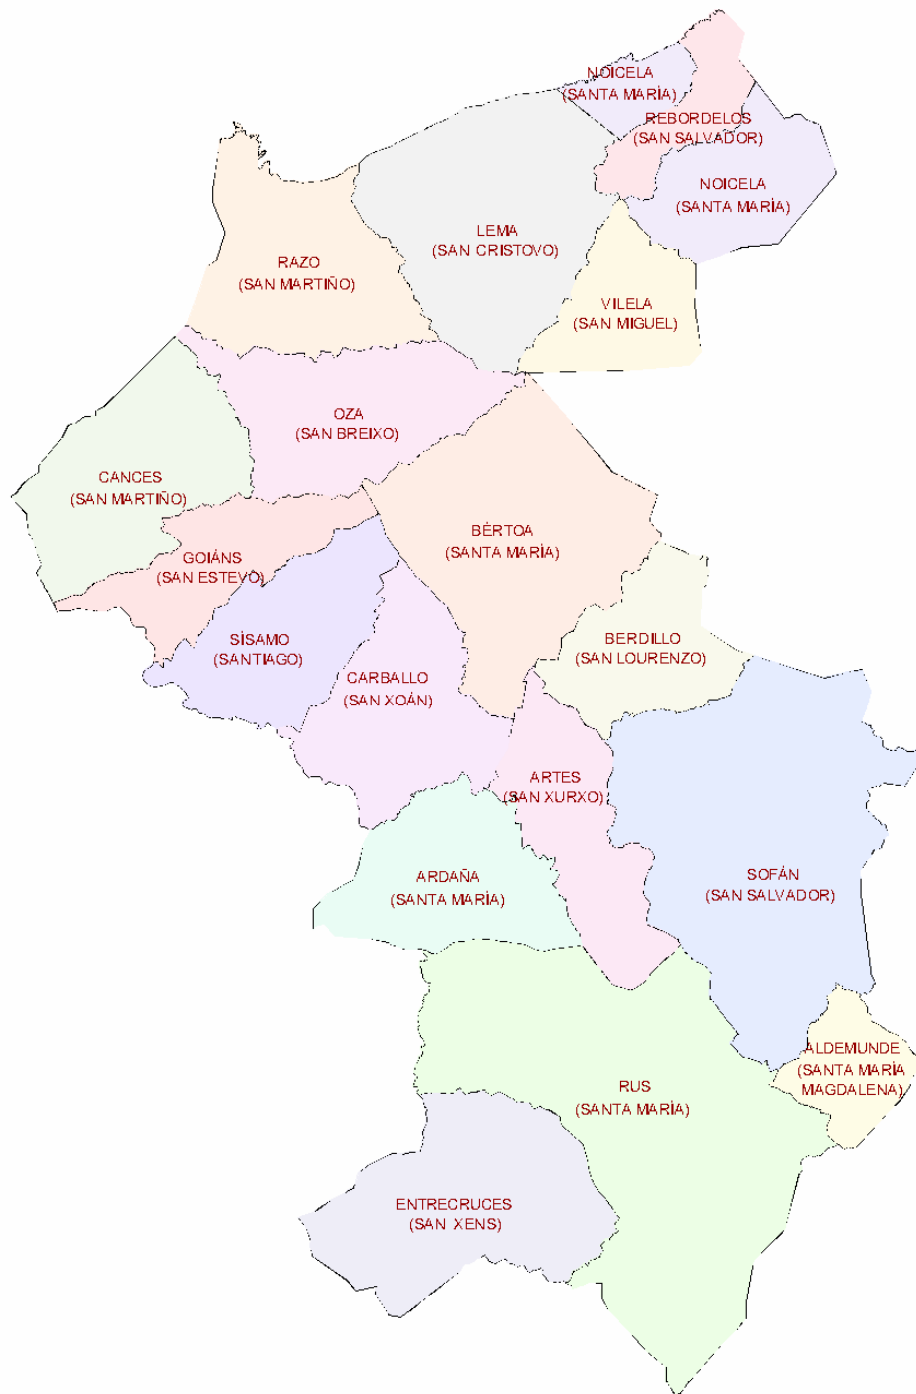 NOICELA
(SANTA MARÍA)
REBORDELOS
(SAN SALVADOR)
NOICELA
(SANTA MARÍA)
LEMA
(SAN CRISTOVO)
RAZO
(SAN MARTIÑO)
VILELA
(SAN MIGUEL)
OZA
(SAN BREIXO)
CANCES
(SAN MARTIÑO)
BÉRTOA
(SANTA MARÍA)
GOIÁNS
(SAN ESTEVO)
SÍSAMO
(SANTIAGO)
BERDILLO
(SAN LOURENZO)
CARBALLO
(SAN XOÁN)
ARTES
(SAN XURXO)
ARDAÑA
(SANTA MARÍA)
SOFÁN
(SAN SALVADOR)
ALDEMUNDE
(SANTA MARÍA
MAGDALENA)
RUS
(SANTA MARÍA)
ENTRECRUCES
(SAN XENS)